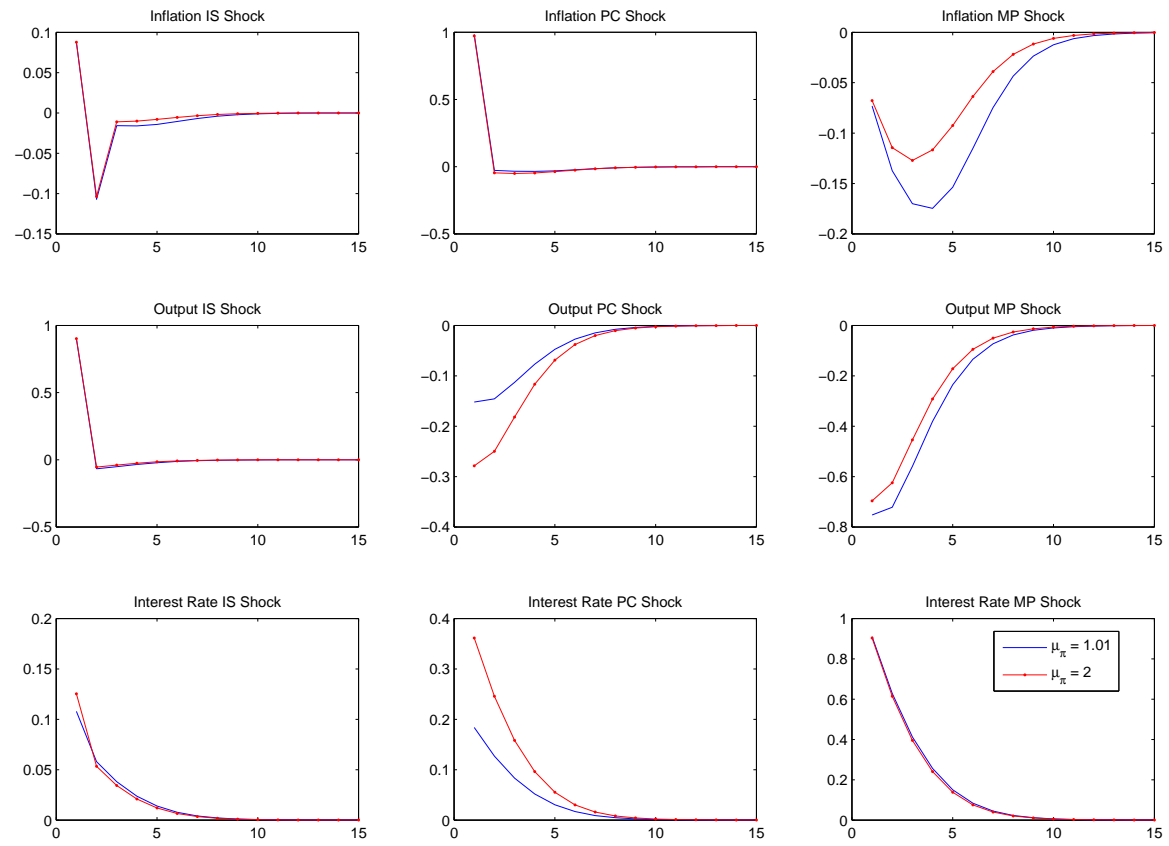 Inflation IS Shock
0.1
0.05
0
−0.05
−0.1
−0.15
0 5 10 15
Inflation PC Shock
1
0.5
0
−0.5
0 5 10 15
Inflation MP Shock
0
−0.05
−0.1
−0.15
−0.2
0 5 10 15
Output IS Shock
1
0.5
0
−0.5
0 5 10 15
Output PC Shock
0
−0.1
−0.2
−0.3
−0.4
0 5 10 15
Output MP Shock
0
−0.2
−0.4
−0.6
−0.8
0 5 10 15
Interest Rate IS Shock
0.2
0.15
0.1
0.05
0
0 5 10 15
Interest Rate PC Shock
0.4
0.3
0.2
0.1
0
0 5 10 15
Interest Rate MP Shock
1
0.8
0.6
0.4
0.2
0
0 5 10 15
μπ = 1.01
μπ = 2